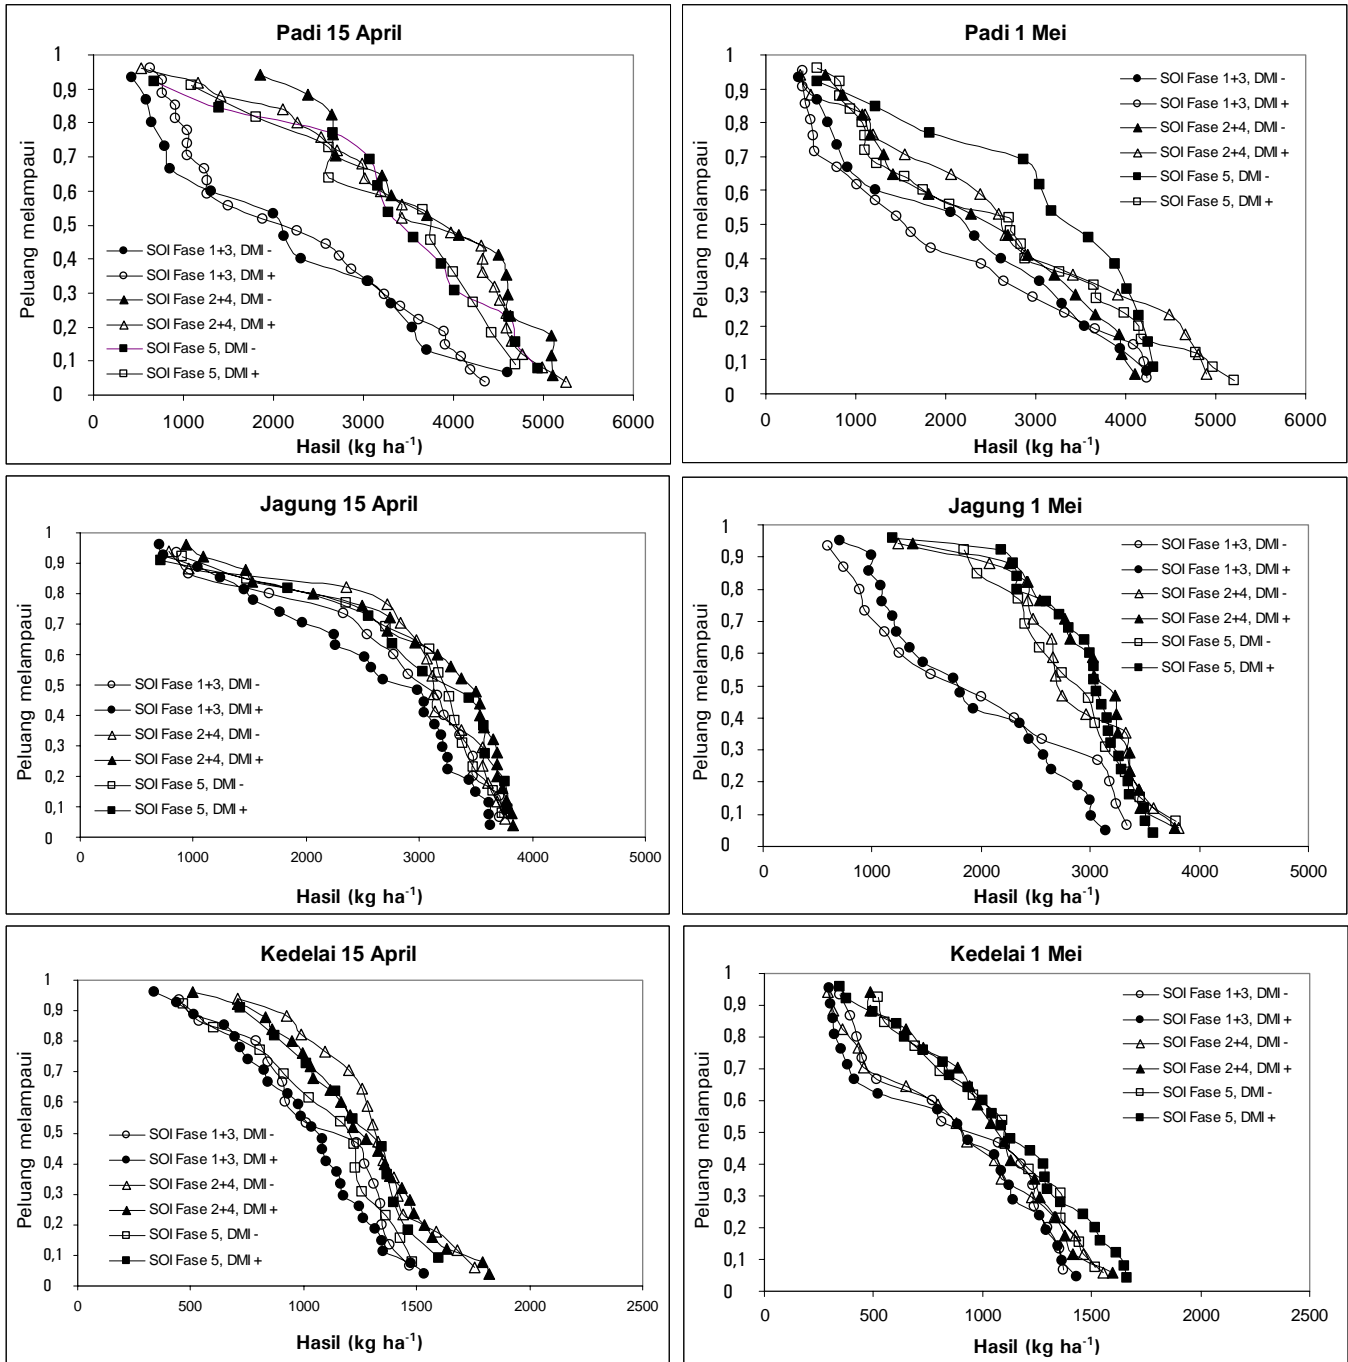 Padi 15 April
Peluang melampaui
1
0,9
0,8
0,7
0,6
0,5
0,4
0,3
0,2
0,1
0
SOI Fase 1+3, DMI -
SOI Fase 1+3, DMI +
SOI Fase 2+4, DMI -
SOI Fase 2+4, DMI +
SOI Fase 5, DMI -
SOI Fase 5, DMI +
0 1000 2000 3000 4000 5000 6000
Hasil (kg ha⁻¹)
Padi 1 Mei
Peluang melampaui
1
0,9
0,8
0,7
0,6
0,5
0,4
0,3
0,2
0,1
0
SOI Fase 1+3, DMI -
SOI Fase 1+3, DMI +
SOI Fase 2+4, DMI -
SOI Fase 2+4, DMI +
SOI Fase 5, DMI -
SOI Fase 5, DMI +
0 1000 2000 3000 4000 5000 6000
Hasil (kg ha⁻¹)
Jagung 15 April
Peluang melampaui
1
0,9
0,8
0,7
0,6
0,5
0,4
0,3
0,2
0,1
0
SOI Fase 1+3, DMI -
SOI Fase 1+3, DMI +
SOI Fase 2+4, DMI -
SOI Fase 2+4, DMI +
SOI Fase 5, DMI -
SOI Fase 5, DMI +
0 1000 2000 3000 4000 5000
Hasil (kg ha⁻¹)
Jagung 1 Mei
Peluang melampaui
1
0,9
0,8
0,7
0,6
0,5
0,4
0,3
0,2
0,1
0
SOI Fase 1+3, DMI -
SOI Fase 1+3, DMI +
SOI Fase 2+4, DMI -
SOI Fase 2+4, DMI +
SOI Fase 5, DMI -
SOI Fase 5, DMI +
0 1000 2000 3000 4000 5000
Hasil (kg ha⁻¹)
Kedelai 15 April
Peluang melampaui
1
0,9
0,8
0,7
0,6
0,5
0,4
0,3
0,2
0,1
0
SOI Fase 1+3, DMI -
SOI Fase 1+3, DMI +
SOI Fase 2+4, DMI -
SOI Fase 2+4, DMI +
SOI Fase 5, DMI -
SOI Fase 5, DMI +
0 500 1000 1500 2000 2500
Hasil (kg ha⁻¹)
Kedelai 1 Mei
Peluang melampaui
1
0,9
0,8
0,7
0,6
0,5
0,4
0,3
0,2
0,1
0
SOI Fase 1+3, DMI -
SOI Fase 1+3, DMI +
SOI Fase 2+4, DMI -
SOI Fase 2+4, DMI +
SOI Fase 5, DMI -
SOI Fase 5, DMI +
0 500 1000 1500 2000 2500
Hasil (kg ha⁻¹)